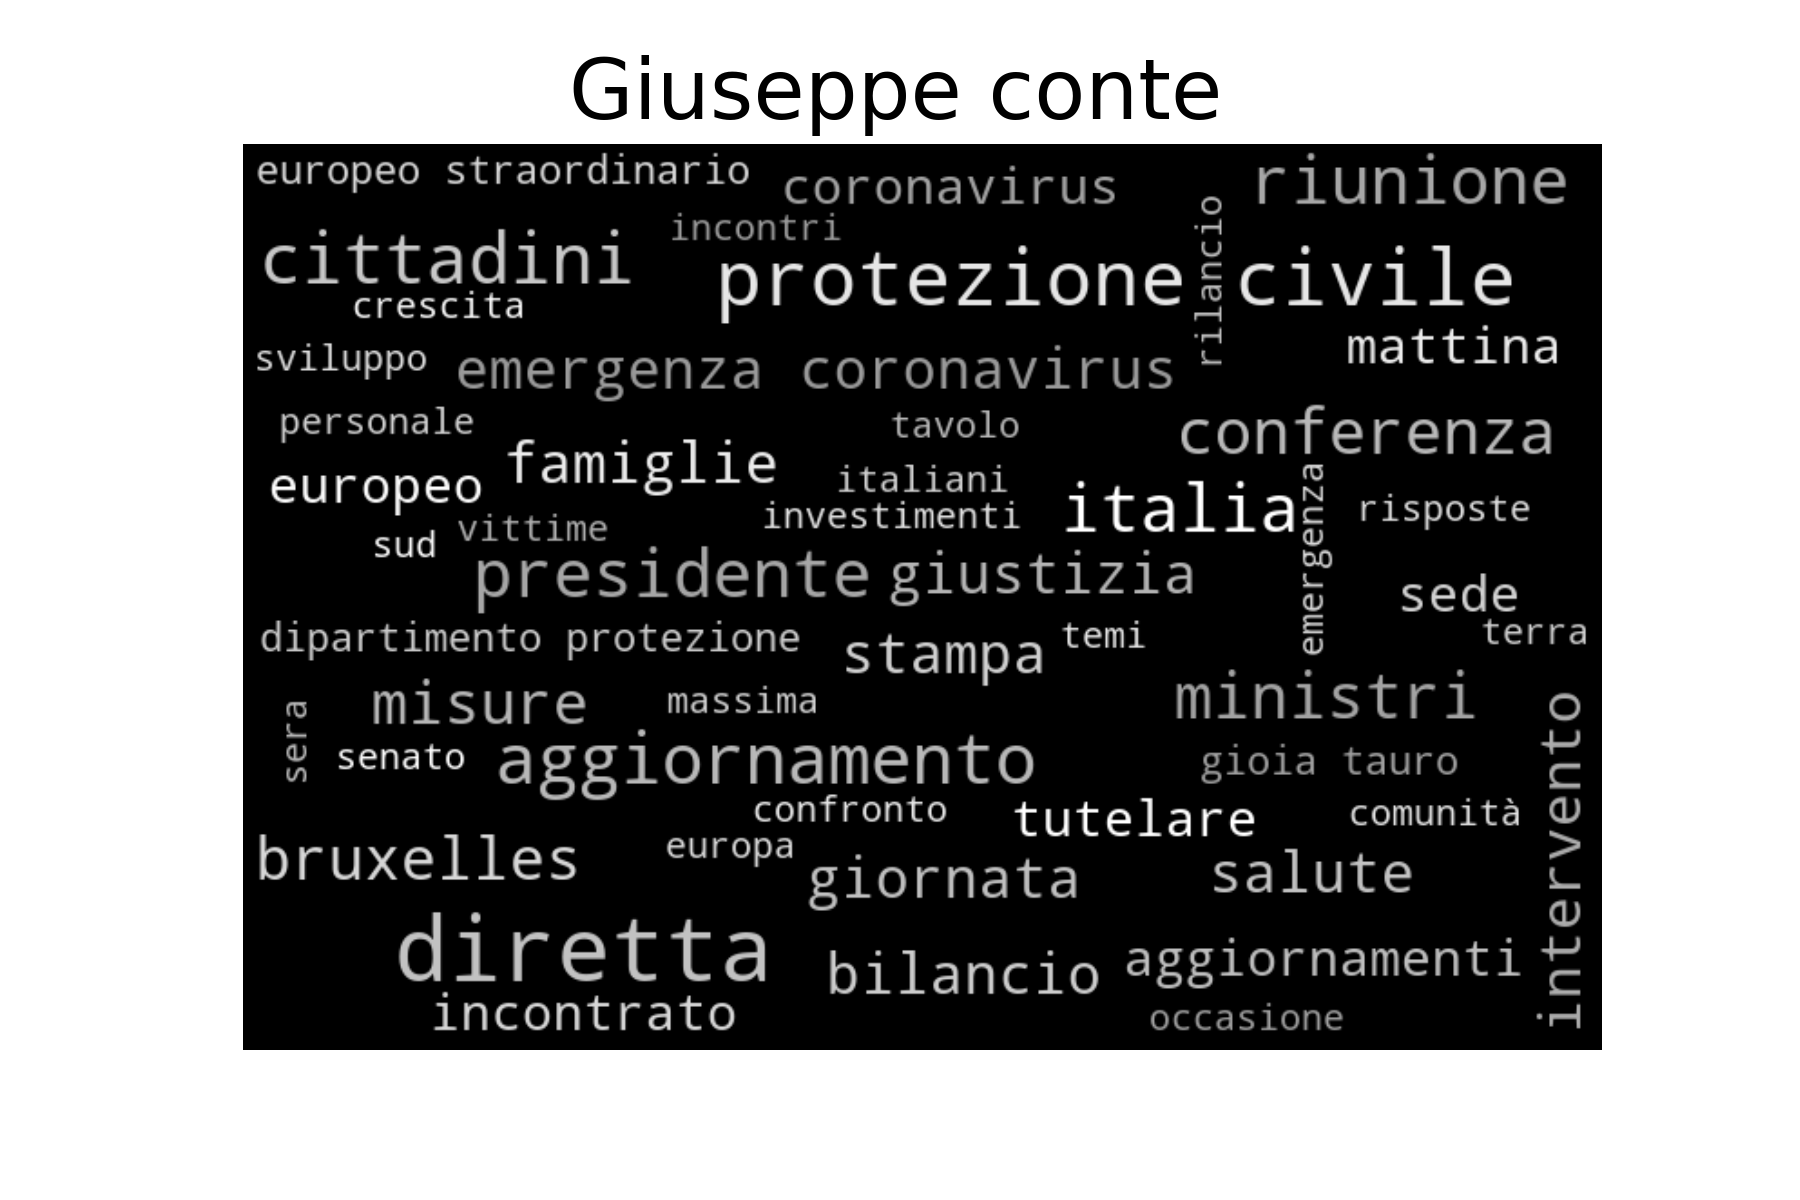 Giuseppe conte
europeo straordinario
coronavirus
riunione
incontri
rilancio
cittadini
protezione civile
crescita
mattina
sviluppo
emergenza coronavirus
personale
tavolo
conferenza
famiglie
italiani
europeo
investimenti
italia
emergenza
risposte
vittime
sud
presidente
giustizia
sede
terra
dipartimento protezione
stampa
temi
misure
massima
ministri
intervento
sera
senato
aggiornamento
gioia tauro
confronto
tutelare
comunità
bruxelles
europa
giornata
salute
diretta
bilancio
aggiornamenti
incontrato
occasione